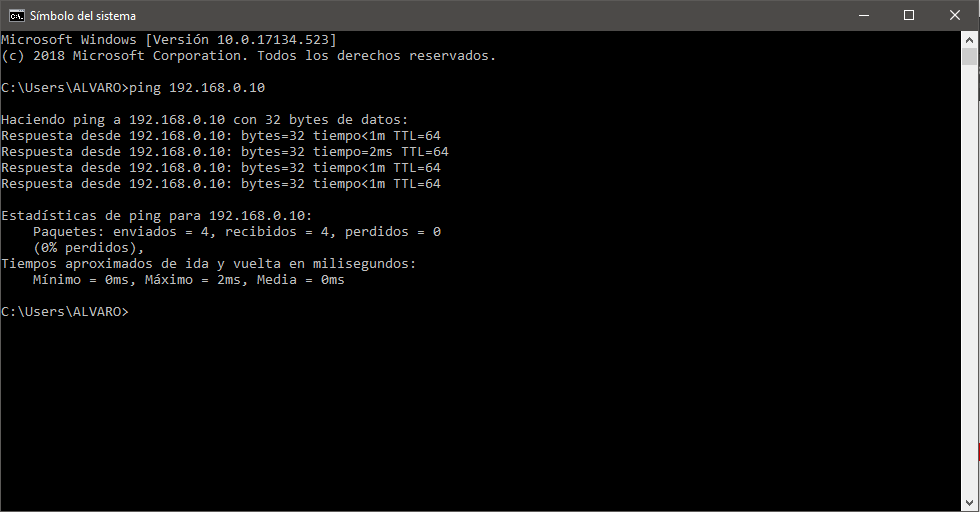 Símbolo del sistema
Microsoft Windows [Versión 10.0.17134.523]
(c) 2018 Microsoft Corporation. Todos los derechos reservados.
C:\Users\ALVARO>ping 192.168.0.10
Haciendo ping a 192.168.0.10 con 32 bytes de datos:
Respuesta desde 192.168.0.10: bytes=32 tiempo<1m TTL=64
Respuesta desde 192.168.0.10: bytes=32 tiempo=2ms TTL=64
Respuesta desde 192.168.0.10: bytes=32 tiempo<1m TTL=64
Respuesta desde 192.168.0.10: bytes=32 tiempo<1m TTL=64
Estadísticas de ping para 192.168.0.10:
    Paquetes: enviados = 4, recibidos = 4, perdidos = 0
    (0% perdidos),
Tiempos aproximados de ida y vuelta en milisegundos:
    Mínimo = 0ms, Máximo = 2ms, Media = 0ms
C:\Users\ALVARO>